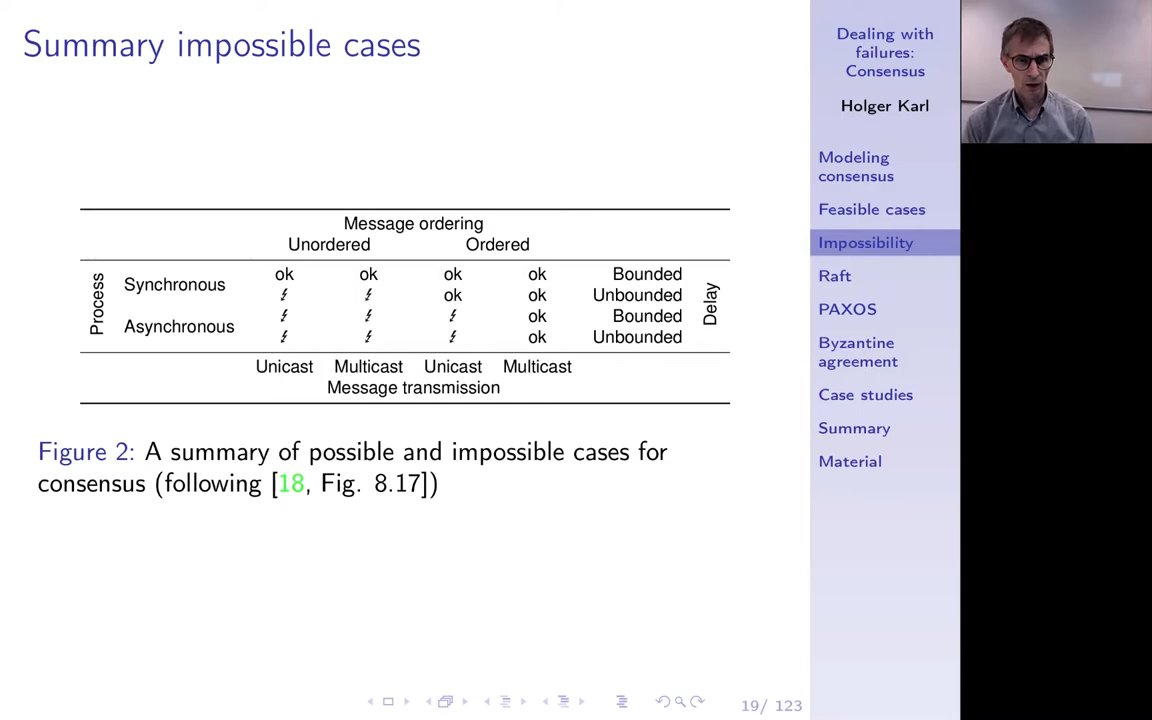 Summary impossible cases
Message ordering
Unordered Ordered
Process Synchronous ok ok ok ok Bounded Delay
↯ ↯ ok ok Unbounded
Asynchronous ↯ ↯ ↯ ok Bounded
↯ ↯ ↯ ok Unbounded
Unicast Multicast Unicast Multicast
Message transmission
Figure 2: A summary of possible and impossible cases for
consensus (following [18, Fig. 8.17])
19/ 123
Dealing with
failures:
Consensus
Holger Karl
Modeling
consensus
Feasible cases
Impossibility
Raft
PAXOS
Byzantine
agreement
Case studies
Summary
Material